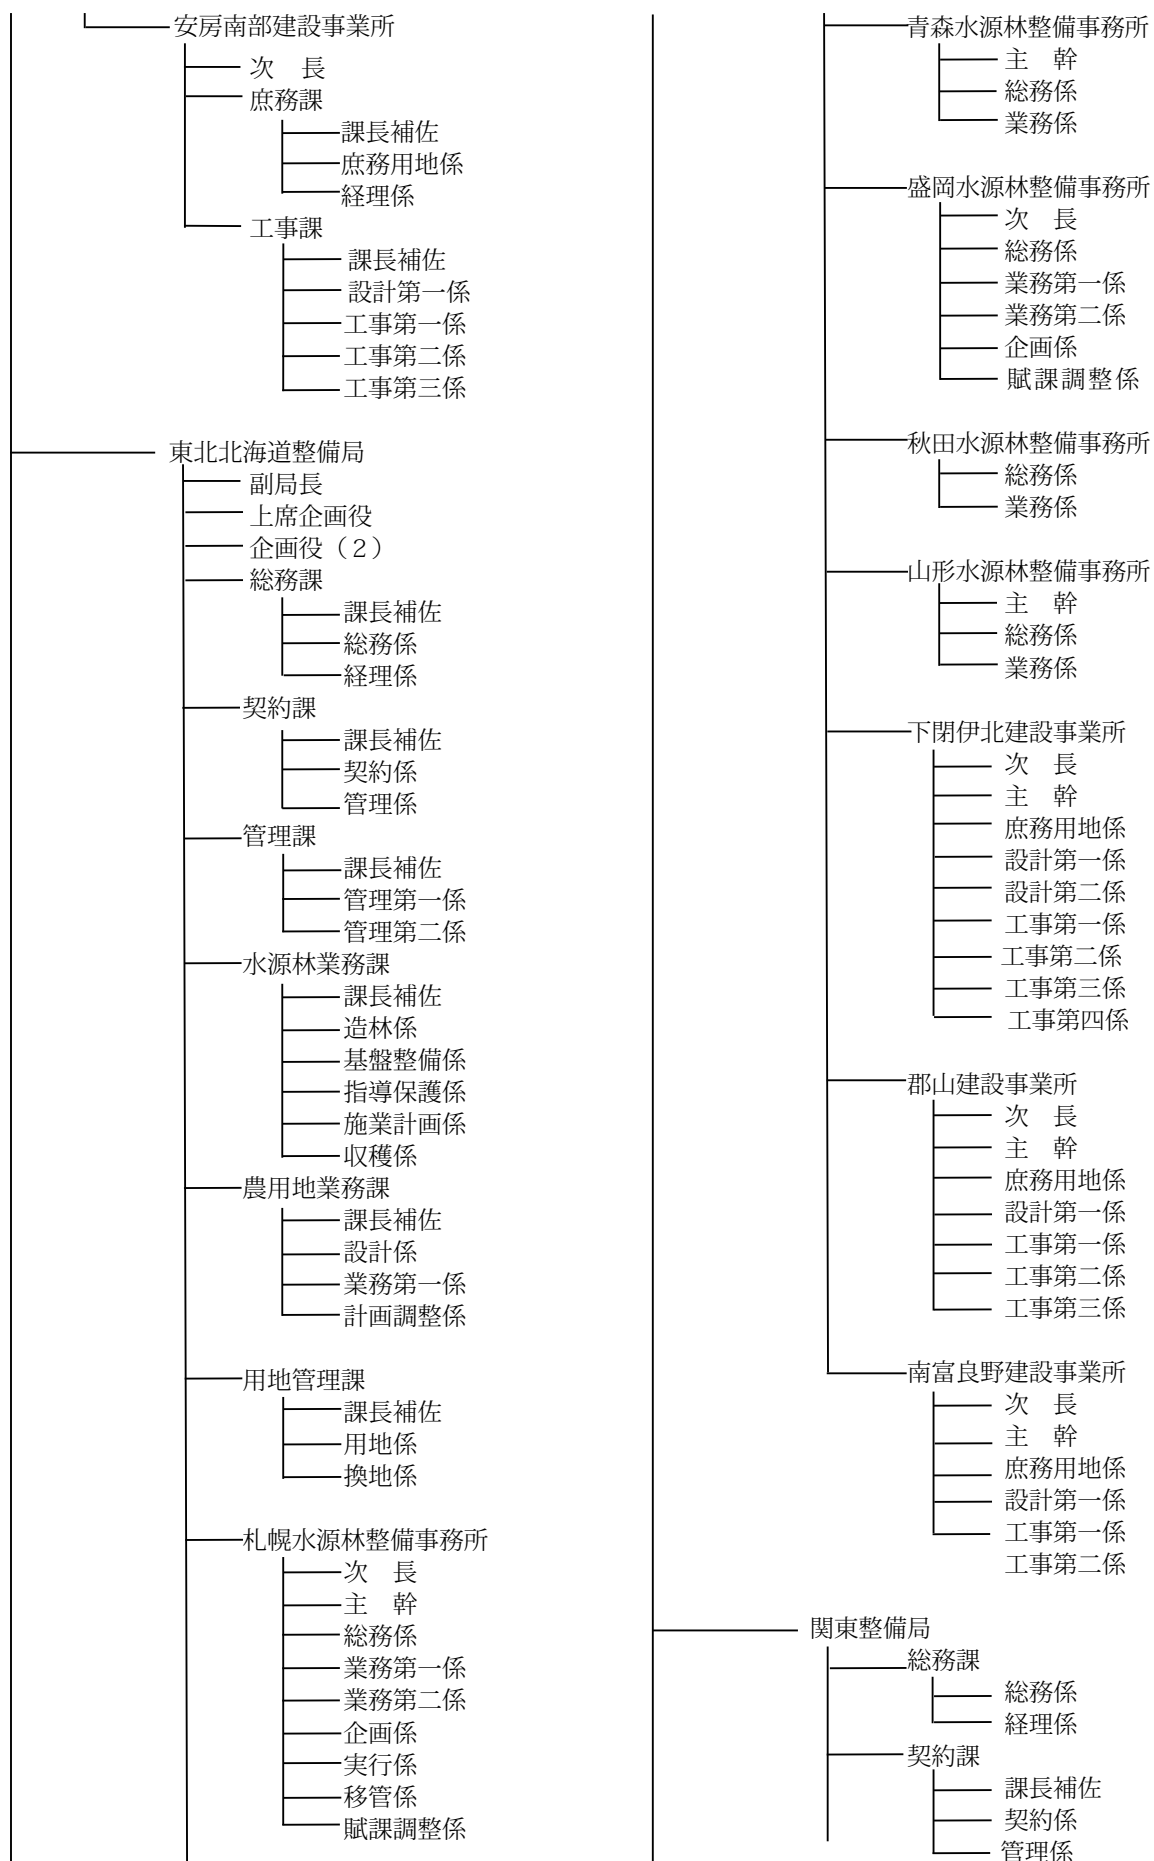 安房南部建設事業所
次　長
庶務課
課長補佐
庶務用地係
経理係
工事課
課長補佐
設計第一係
工事第一係
工事第二係
工事第三係
東北北海道整備局
副局長
上席企画役
企画役（２）
総務課
課長補佐
総務係
経理係
契約課
課長補佐
契約係
管理係
管理課
課長補佐
管理第一係
管理第二係
水源林業務課
課長補佐
造林係
基盤整備係
指導保護係
施業計画係
収穫係
農用地業務課
課長補佐
設計係
業務第一係
計画調整係
用地管理課
課長補佐
用地係
換地係
札幌水源林整備事務所
次　長
主　幹
総務係
業務第一係
業務第二係
企画係
実行係
移管係
賦課調整係
青森水源林整備事務所
主　幹
総務係
業務係
盛岡水源林整備事務所
次　長
総務係
業務第一係
業務第二係
企画係
賦課調整係
秋田水源林整備事務所
総務係
業務係
山形水源林整備事務所
主　幹
総務係
業務係
下閉伊北建設事業所
次　長
主　幹
庶務用地係
設計第一係
設計第二係
工事第一係
工事第二係
工事第三係
工事第四係
郡山建設事業所
次　長
主　幹
庶務用地係
設計第一係
工事第一係
工事第二係
工事第三係
南富良野建設事業所
次　長
主　幹
庶務用地係
設計第一係
工事第一係
工事第二係
関東整備局
総務課
総務係
経理係
契約課
課長補佐
契約係
管理係